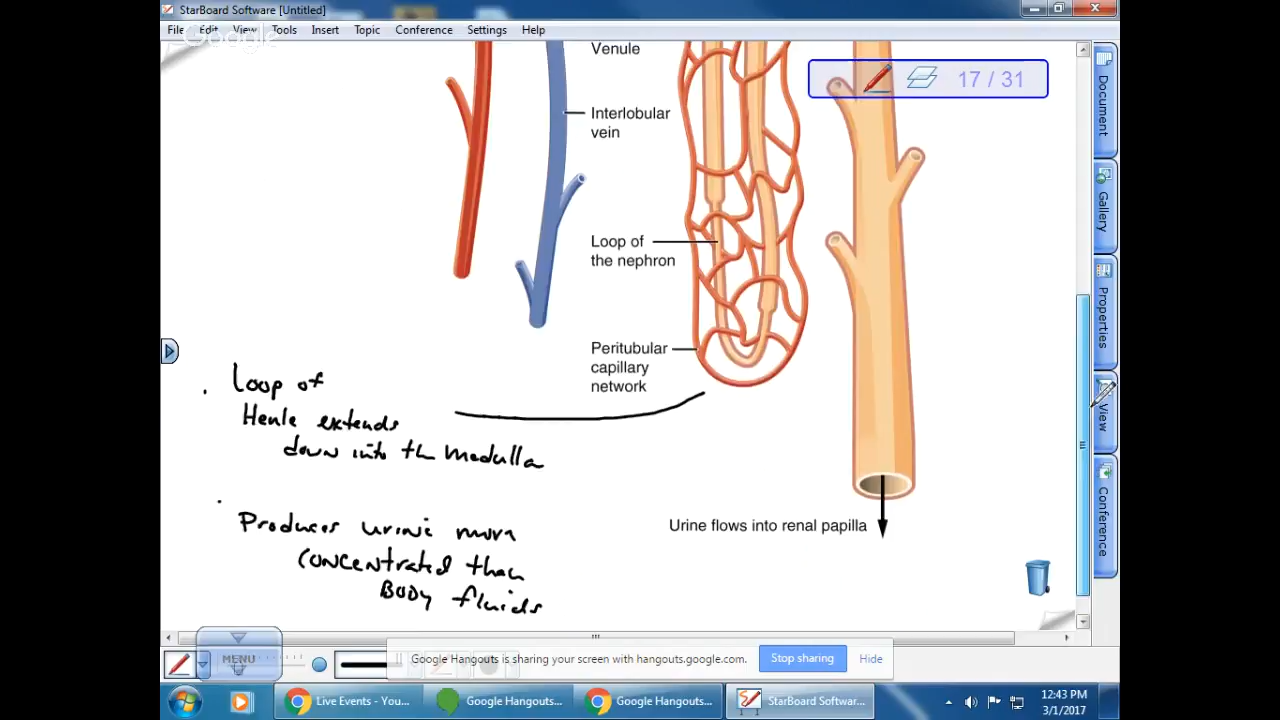 StarBoard Software [Untitled]
File Edit View Tools Insert Topic Conference Settings Help
Google
17 / 31
Venule
Interlobular
vein
Loop of
the nephron
Peritubular
capillary
network
Loop of
Henle extends
down into the Medulla
Produces urine more
concentrated than
Body fluids
Urine flows into renal papilla
Document
Gallery
Properties
View
Conference
MENU
Google Hangouts is sharing your screen with hangouts.google.com.
Stop sharing
Hide
Live Events - You...
Google Hangouts...
Google Hangouts...
StarBoard Softwar...
12:43 PM
3/1/2017